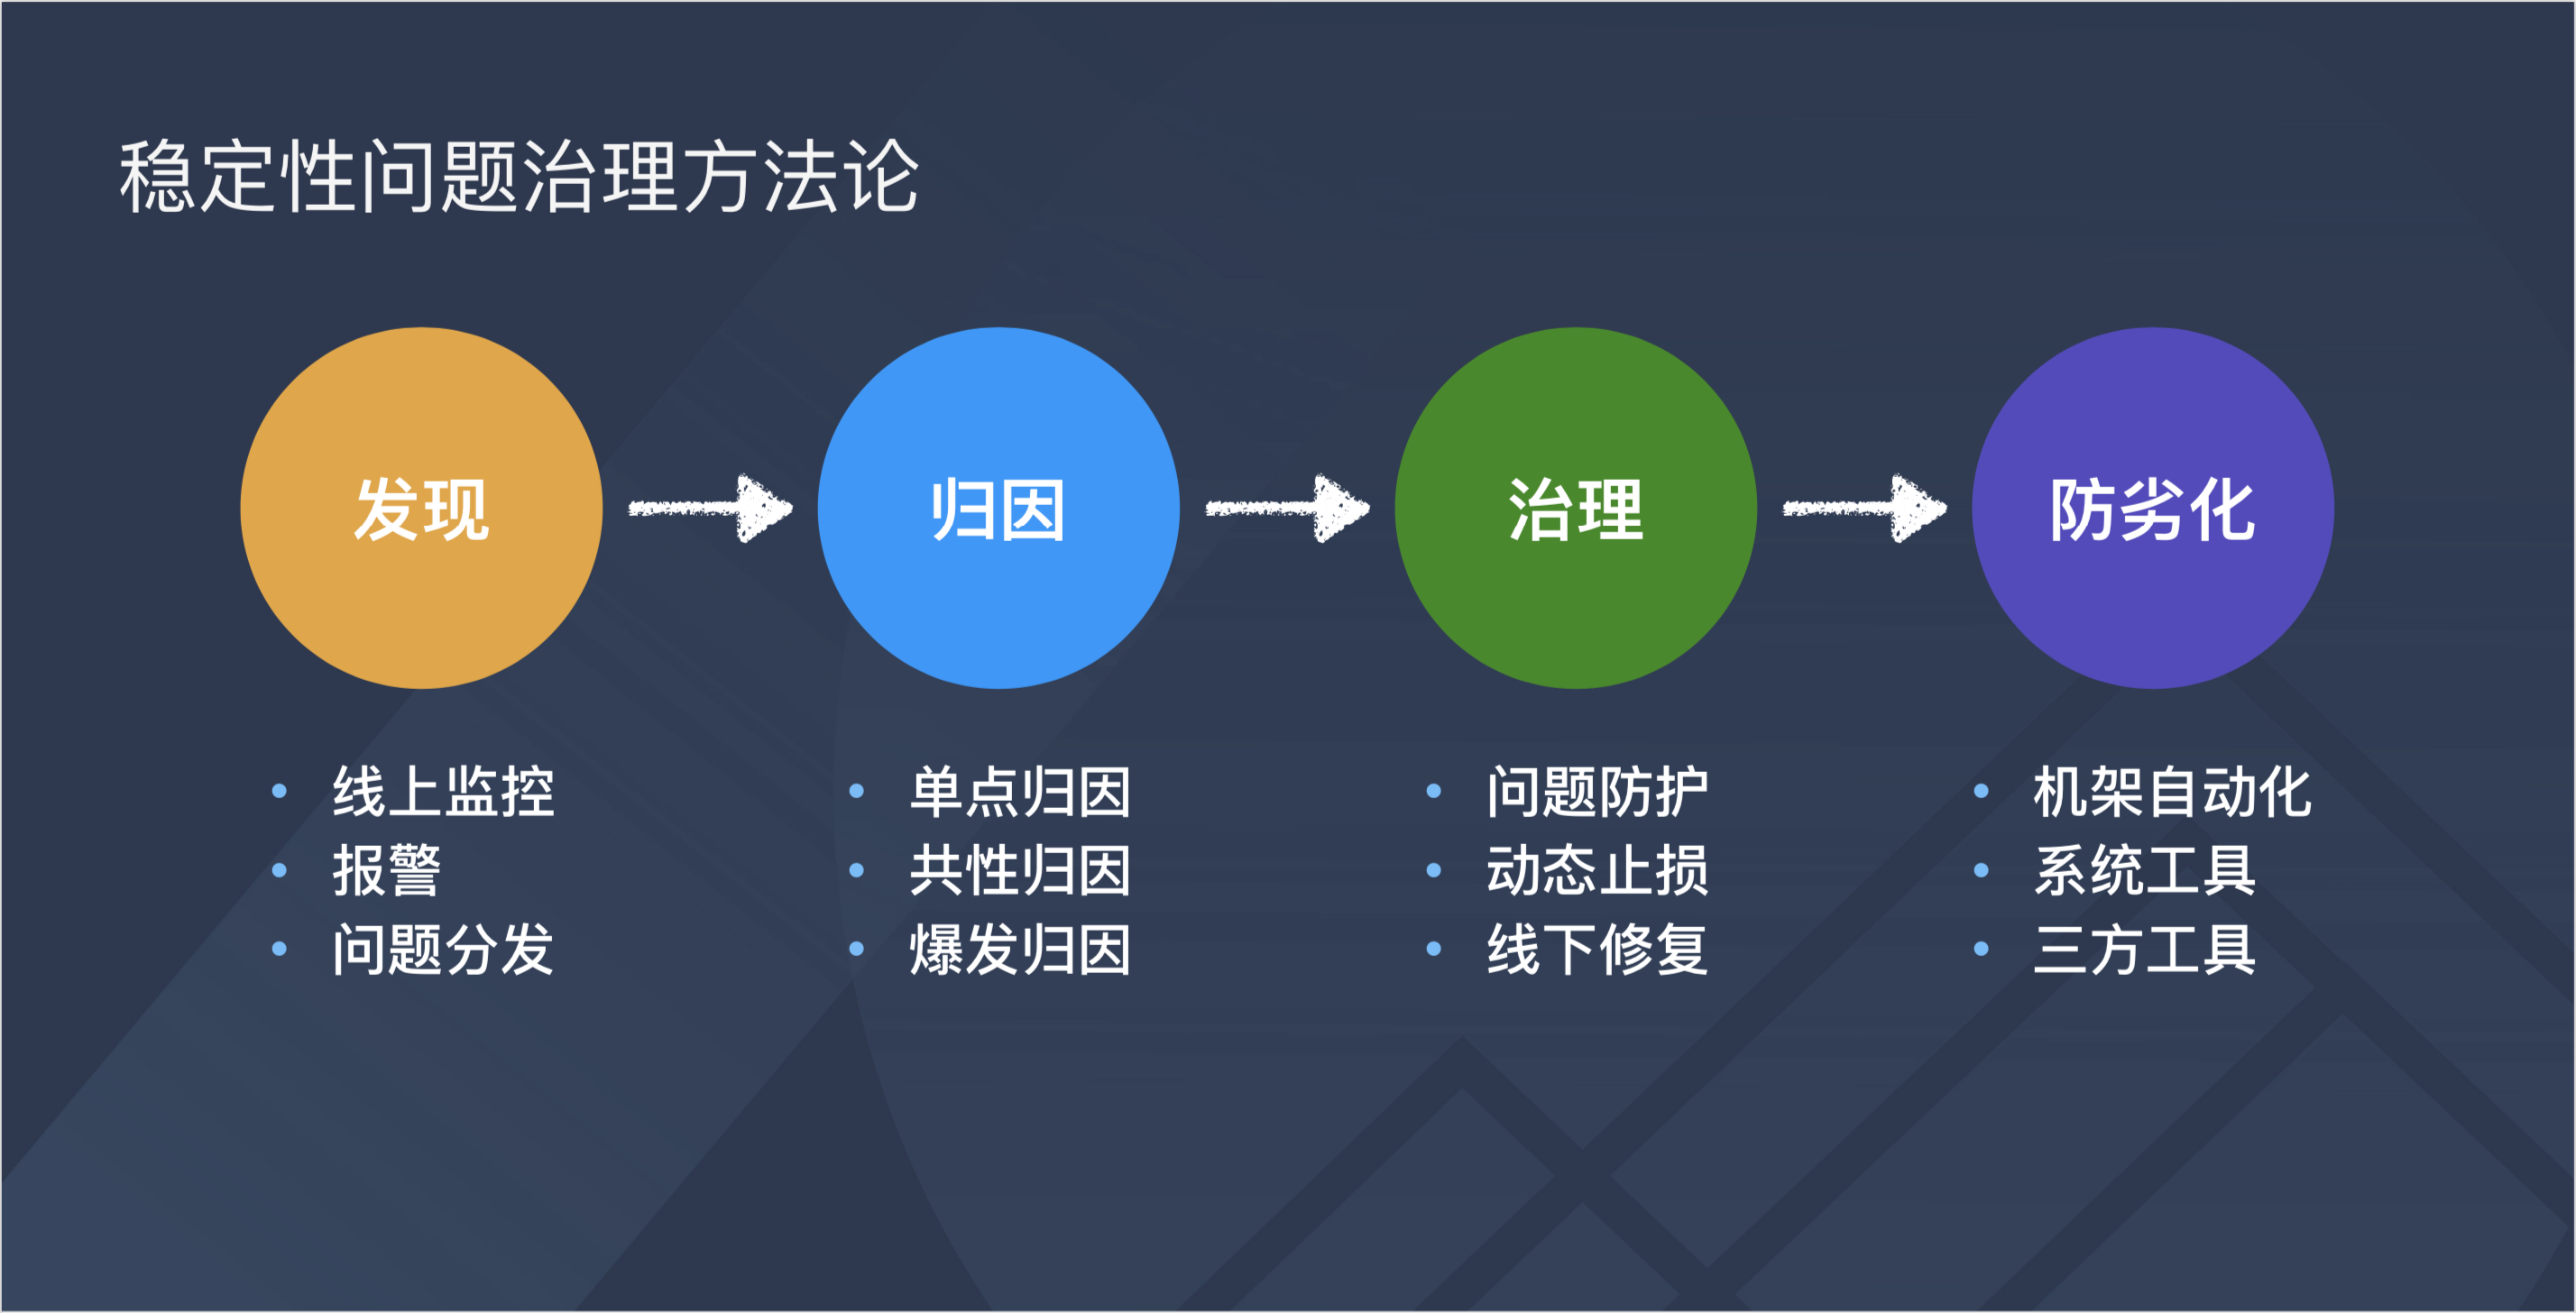 稳定性问题治理方法论
发现
归因
治理
防劣化
线上监控
报警
问题分发
单点归因
共性归因
爆发归因
问题防护
动态止损
线下修复
机架自动化
系统工具
三方工具